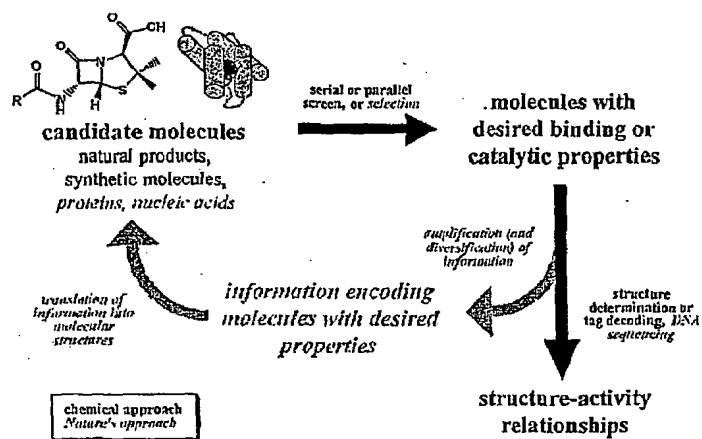 O
OH
O
N
O
R
N
H
H
S
candidate molecules
natural products,
synthetic molecules,
proteins, nucleic acids
serial or parallel
screen, or selection
molecules with
desired binding or
catalytic properties
amplification (and
diversification) of
information
structure
determination or
tag decoding, DNA
sequencing
structure-activity
relationships
information encoding
molecules with desired
properties
translation of
information into
molecular
structures
chemical approach
Nature's approach